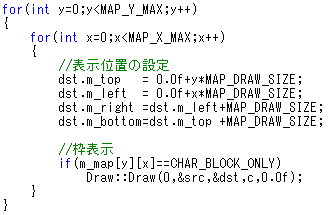 for(int y=0;y<MAP_Y_MAX;y++)
{
    for(int x=0;x<MAP_X_MAX;x++)
    {
        //表示位置の設定
        dst.m_top   = 0.0f+y*MAP_DRAW_SIZE;
        dst.m_left  = 0.0f+x*MAP_DRAW_SIZE;
        dst.m_right =dst.m_left+MAP_DRAW_SIZE;
        dst.m_bottom=dst.m_top +MAP_DRAW_SIZE;

        //枠表示
        if(m_map[y][x]==CHAR_BLOCK_ONLY)
            Draw::Draw(0,&src,&dst,c,0.0f);
    }
}